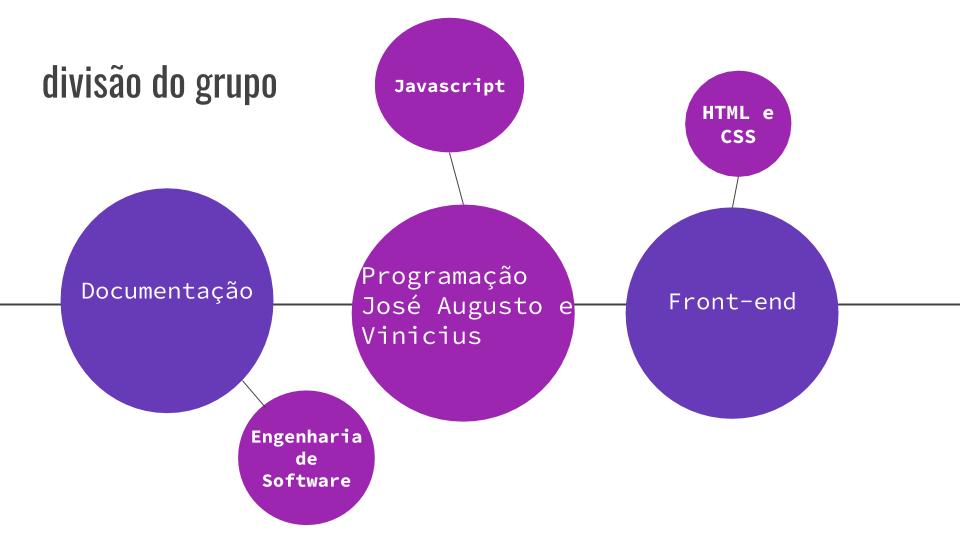 divisão do grupo
Javascript
HTML e
CSS
Documentação
Programação
José Augusto e
Vinicius
Front-end
Engenharia
de
Software